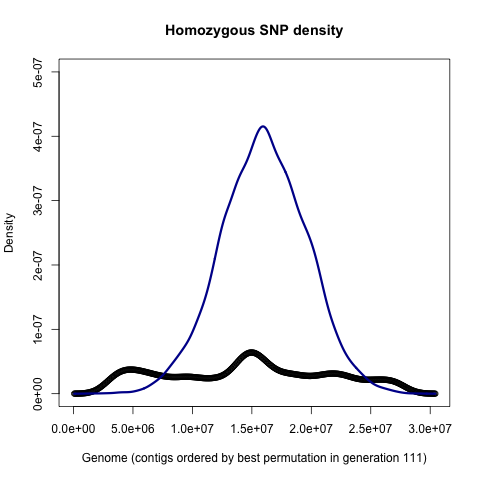 Homozygous SNP density
Density
5e-07
4e-07
3e-07
2e-07
1e-07
0e+00
0.0e+00 5.0e+06 1.0e+07 1.5e+07 2.0e+07 2.5e+07 3.0e+07
Genome (contigs ordered by best permutation in generation 111)